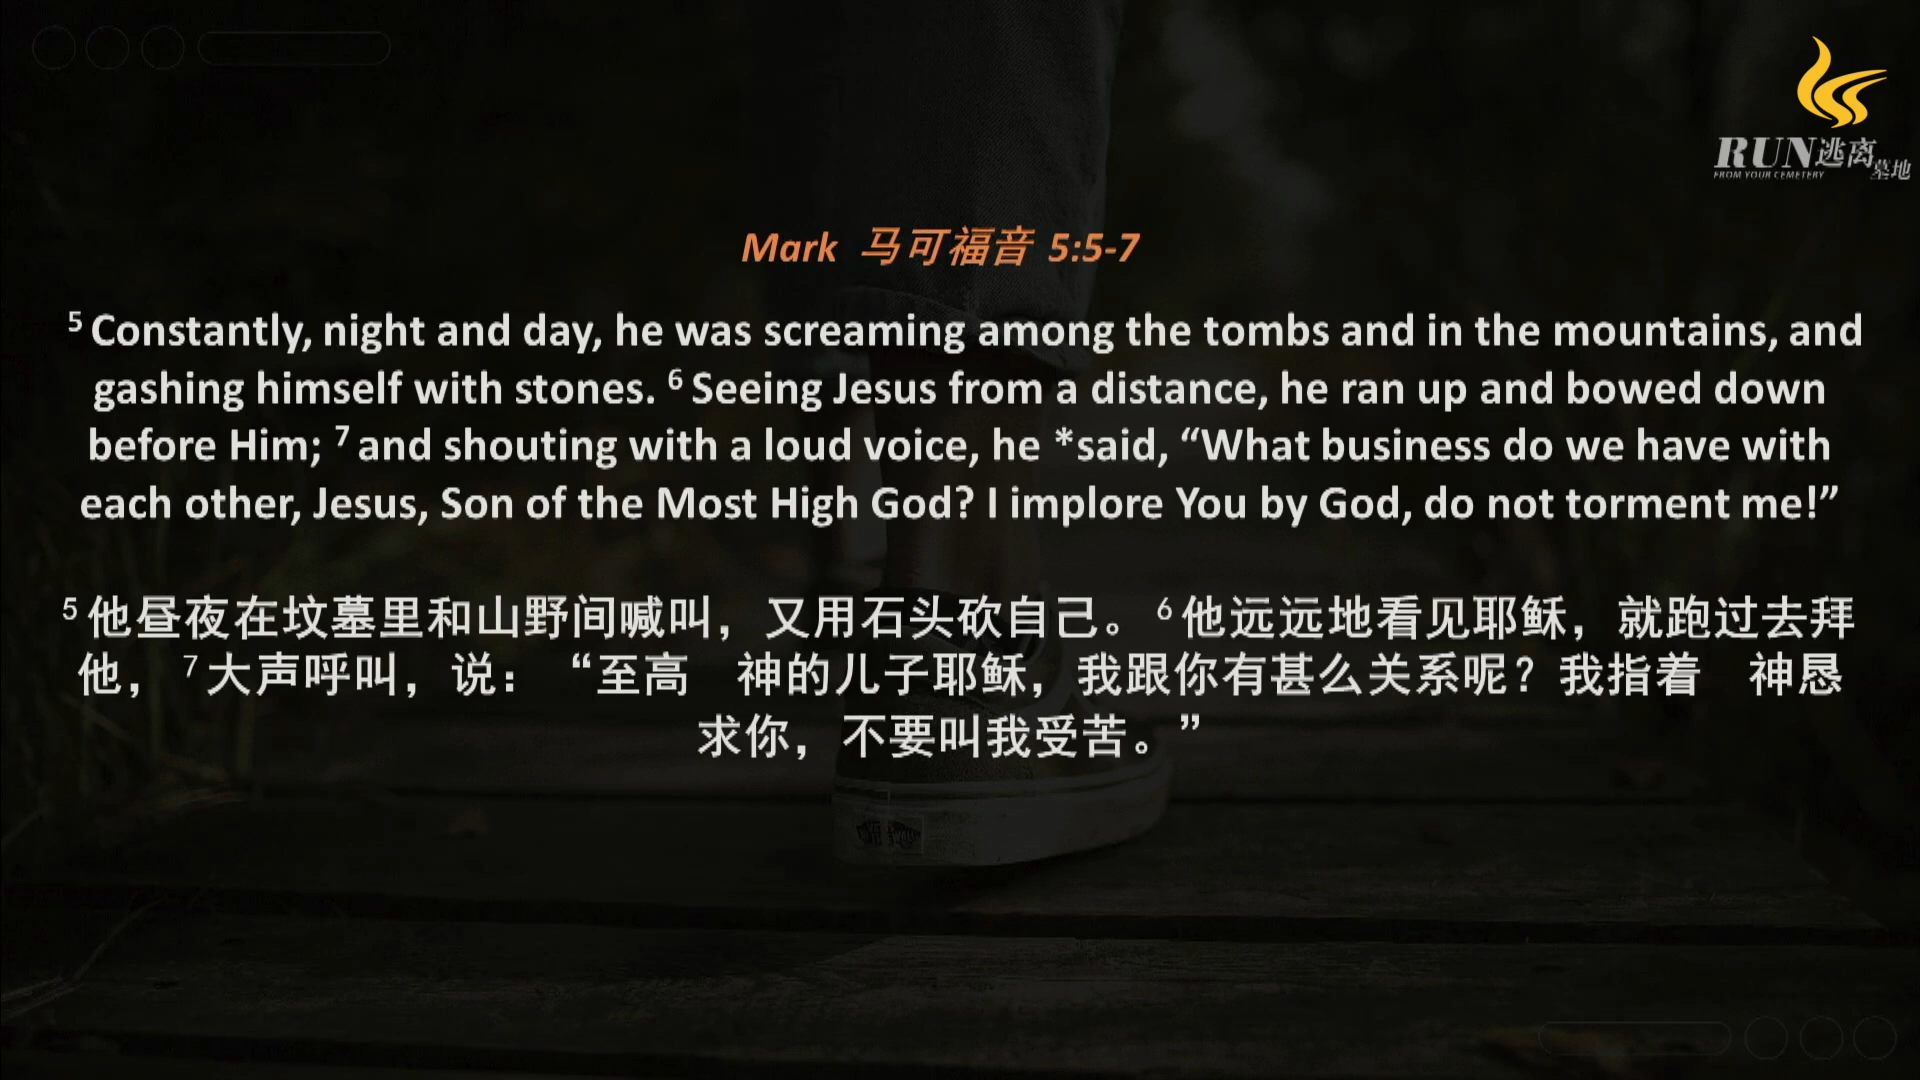 RUN逃离墓地
FROM YOUR CEMETERY
Mark 马可福音 5:5-7
5 Constantly, night and day, he was screaming among the tombs and in the mountains, and
gashing himself with stones. 6 Seeing Jesus from a distance, he ran up and bowed down
before Him; 7 and shouting with a loud voice, he *said, “What business do we have with
each other, Jesus, Son of the Most High God? I implore You by God, do not torment me!”
5 他昼夜在坟墓里和山野间喊叫，又用石头砍自己。 6 他远远地看见耶稣，就跑过去拜
他， 7 大声呼叫，说：“至高　神的儿子耶稣，我跟你有甚么关系呢？我指着　神恳
求你，不要叫我受苦。”